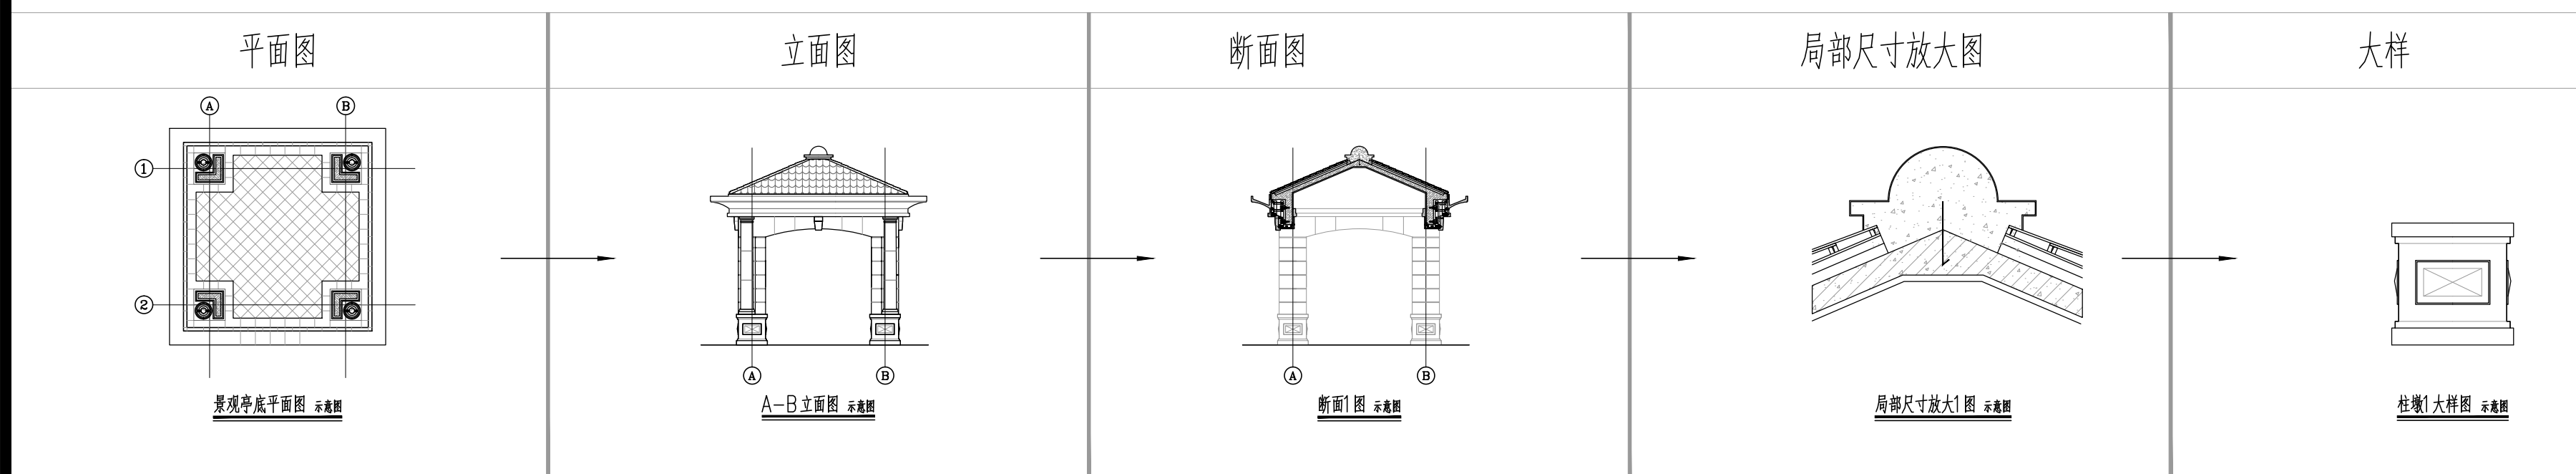 平面图
立面图
断面图
局部尺寸放大图
大样
A
B
1
2
景观亭底平面图 示意图
A
B
A-B立面图 示意图
A
B
断面1图 示意图
局部尺寸放大1图 示意图
柱墩1大样图 示意图